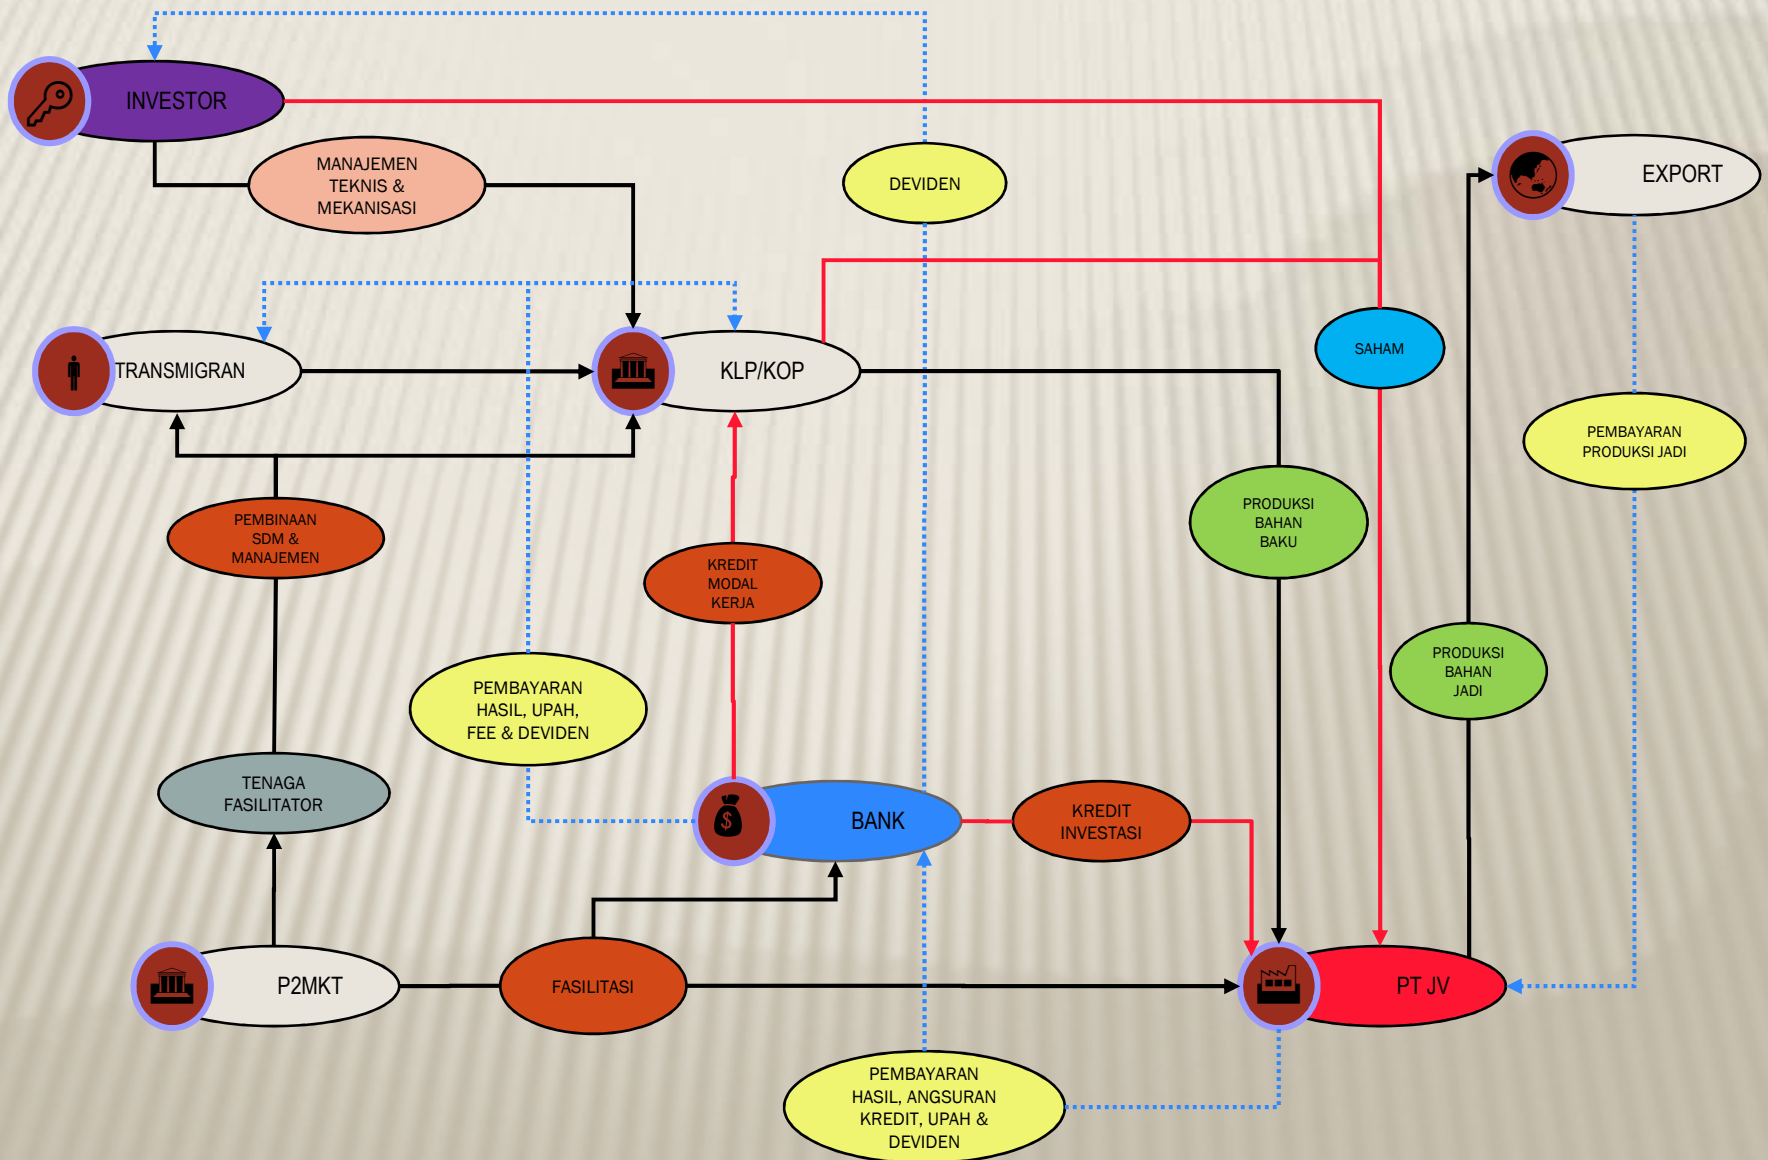 INVESTOR
MANAJEMEN
TEKNIS &
MEKANISASI
DEVIDEN
EXPORT
TRANSMIGRAN
KLP/KOP
SAHAM
PEMBAYARAN
PRODUKSI JADI
PEMBINAAN
SDM &
MANAJEMEN
KREDIT
MODAL
KERJA
PRODUKSI
BAHAN
BAKU
PRODUKSI
BAHAN
JADI
PEMBAYARAN
HASIL, UPAH,
FEE & DEVIDEN
TENAGA
FASILITATOR
$
BANK
KREDIT
INVESTASI
P2MKT
FASILITASI
PT JV
PEMBAYARAN
HASIL, ANGSURAN
KREDIT, UPAH &
DEVIDEN